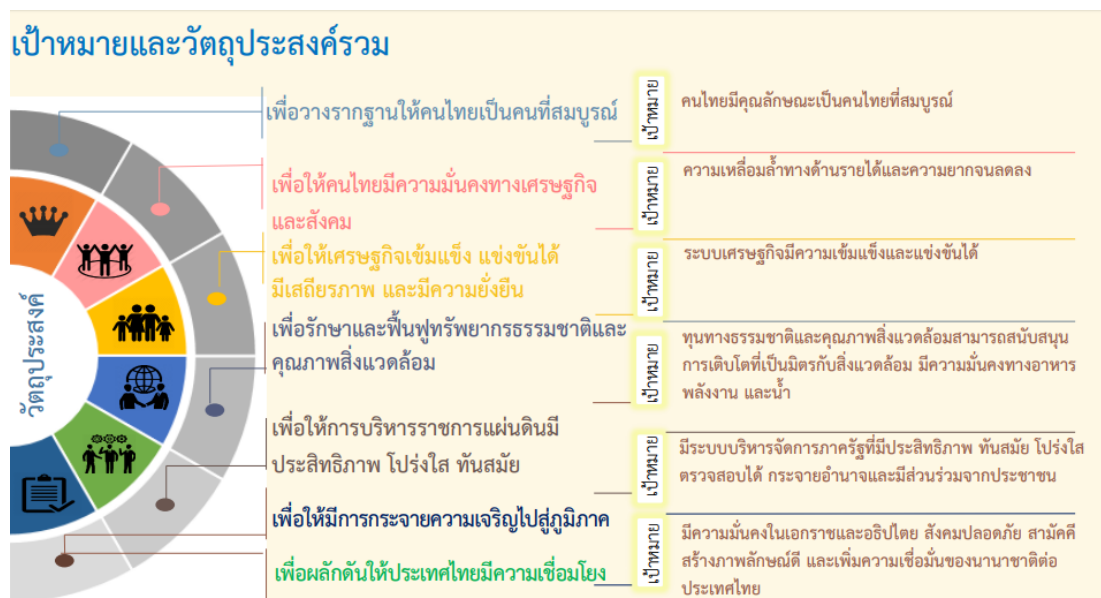 เป้าหมายและวัตถุประสงค์รวม
วัตถุประสงค์
เพื่อวางรากฐานให้คนไทยเป็นคนที่สมบูรณ์
เป้าหมาย
คนไทยมีคุณลักษณะเป็นคนไทยที่สมบูรณ์
เพื่อให้คนไทยมีความมั่นคงทางเศรษฐกิจ
และสังคม
เป้าหมาย
ความเหลื่อมล้ำทางด้านรายได้และความยากจนลดลง
เพื่อให้เศรษฐกิจเข้มแข็ง แข่งขันได้
มีเสถียรภาพ และมีความยั่งยืน
เป้าหมาย
ระบบเศรษฐกิจมีความเข้มแข็งและแข่งขันได้
เพื่อรักษาและฟื้นฟูทรัพยากรธรรมชาติและ
คุณภาพสิ่งแวดล้อม
เป้าหมาย
ทุนทางธรรมชาติและคุณภาพสิ่งแวดล้อมสามารถสนับสนุน
การเติบโตที่เป็นมิตรกับสิ่งแวดล้อม มีความมั่นคงทางอาหาร
พลังงาน และน้ำ
เพื่อให้การบริหารราชการแผ่นดินมี
ประสิทธิภาพ โปร่งใส ทันสมัย
เป้าหมาย
มีระบบบริหารจัดการภาครัฐที่มีประสิทธิภาพ ทันสมัย โปร่งใส
ตรวจสอบได้ กระจายอำนาจและมีส่วนร่วมจากประชาชน
เพื่อให้มีการกระจายความเจริญไปสู่ภูมิภาค
เพื่อผลักดันให้ประเทศไทยมีความเชื่อมโยง
เป้าหมาย
มีความมั่นคงในเอกราชและอธิปไตย สังคมปลอดภัย สามัคคี
สร้างภาพลักษณ์ดี และเพิ่มความเชื่อมั่นของนานาชาติต่อ
ประเทศไทย